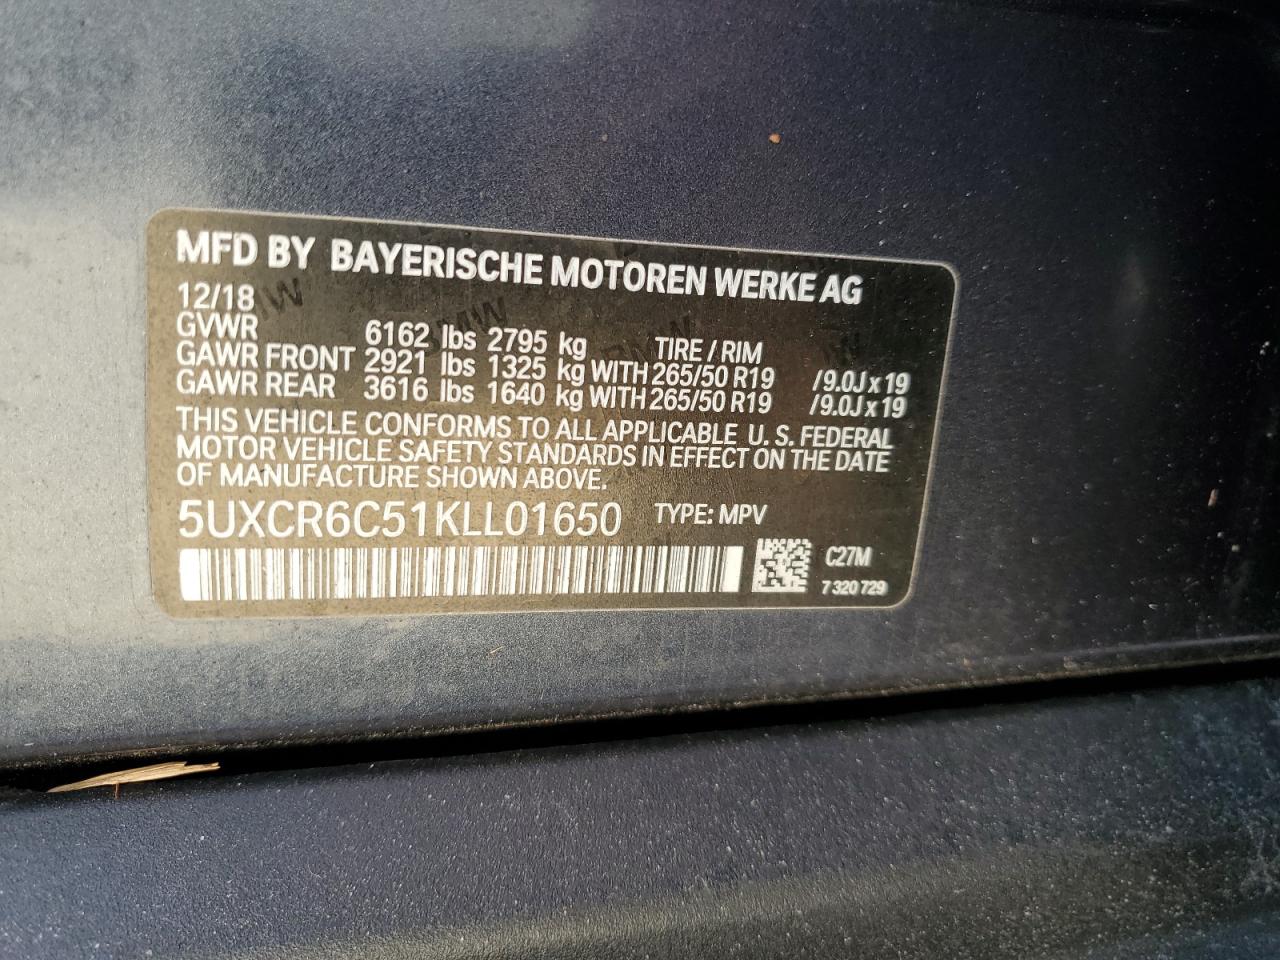 MFD BY BAYERISCHE MOTOREN WERKE AG
12/18
GVWR 6162 lbs 2795 kg TIRE / RIM
GAWR FRONT 2921 lbs 1325 kg WITH 265/50 R19 /9.0J x 19
GAWR REAR 3616 lbs 1640 kg WITH 265/50 R19 /9.0J x 19
THIS VEHICLE CONFORMS TO ALL APPLICABLE U. S. FEDERAL
MOTOR VEHICLE SAFETY STANDARDS IN EFFECT ON THE DATE
OF MANUFACTURE SHOWN ABOVE.
5UXCR6C51KLL01650 TYPE: MPV
C27M
7 320 729